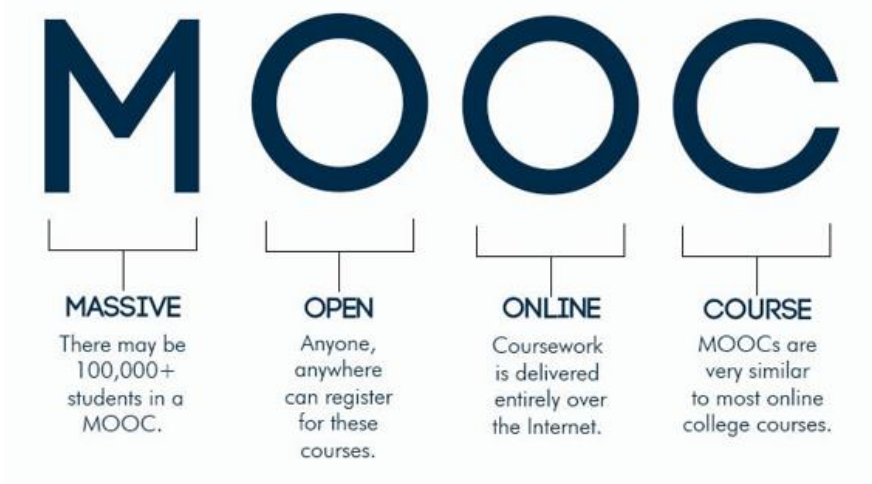 MOOC
MASSIVE
There may be
100,000+
students in a
MOOC.
OPEN
Anyone,
anywhere
can register
for these
courses.
ONLINE
Coursework
is delivered
entirely over
the Internet.
COURSE
MOOCs are
very similar
to most online
college courses.